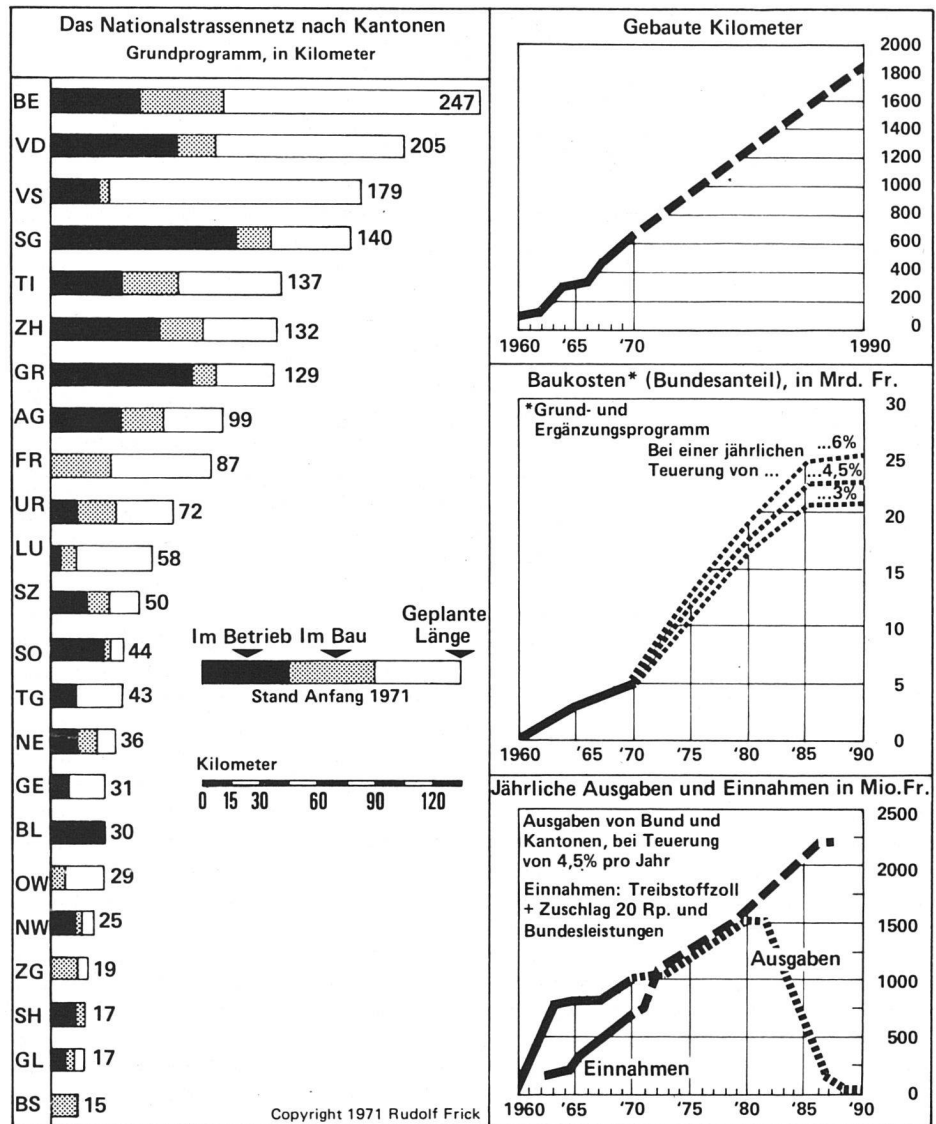 Das Nationalstrassennetz nach Kantonen
Grundprogramm, in Kilometer
BE 247
VD 205
VS 179
SG 140
TI 137
ZH 132
GR 129
AG 99
FR 87
UR 72
LU 58
SZ 50
SO 44
TG 43
NE 36
GE 31
BL 30
OW 29
NW 25
ZG 19
SH 17
GL 17
BS 15
Geplante
Im Betrieb Im Bau Länge
Stand Anfang 1971
Kilometer
0 15 30 60 90 120
Copyright 1971 Rudolf Frick
Gebaute Kilometer
2000
1800
1600
1400
1200
1000
800
600
400
200
0
1960 '65 '70 1990
Baukosten* (Bundesanteil), in Mrd. Fr.
*Grund- und
Ergänzungsprogramm
Bei einer jährlichen
Teuerung von ...
...6%
...4,5%
...3%
30
25
20
15
10
5
0
1960 '65 '70 '75 '80 '85 '90
Jährliche Ausgaben und Einnahmen in Mio.Fr.
Ausgaben von Bund und
Kantonen, bei Teuerung
von 4,5% pro Jahr
Einnahmen: Treibstoffzoll
+ Zuschlag 20 Rp. und
Bundesleistungen
Ausgaben
Einnahmen
2500
2000
1500
1000
500
0
1960 '65 '70 '75 '80 '85 '90